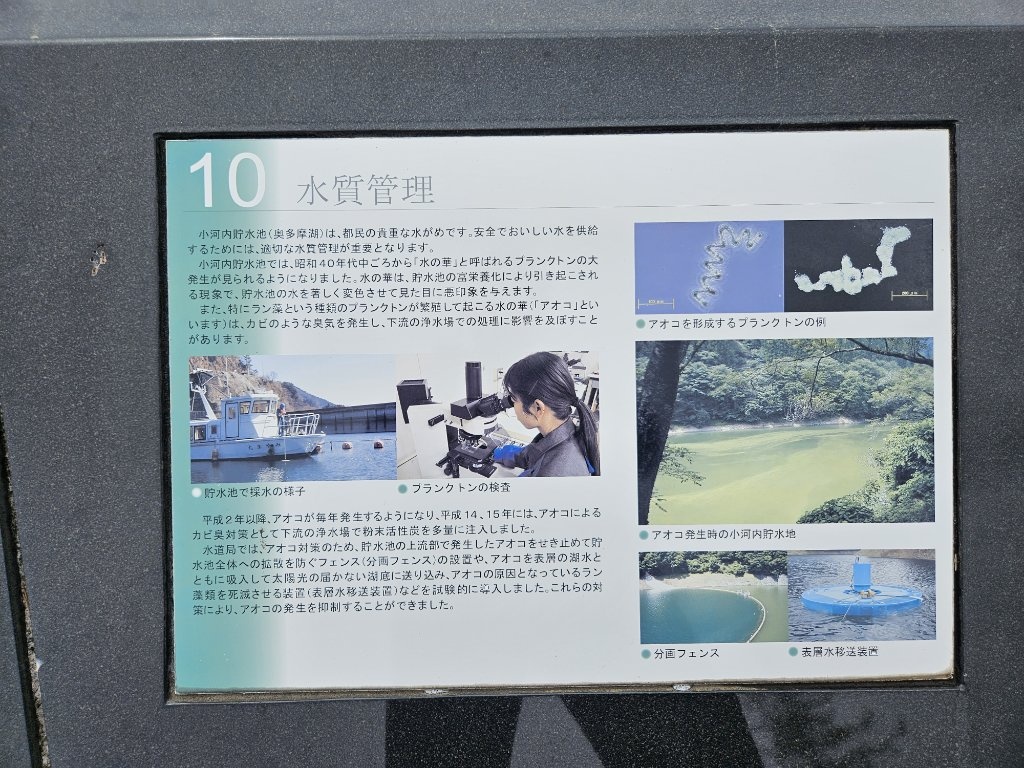 10 水質管理
小河内貯水池(奥多摩湖)は、都民の貴重な水がめです。安全でおいしい水を供給
するためには、適切な水質管理が重要となります。
小河内貯水池では、昭和40年代中ごろから「水の華」と呼ばれるプランクトンの大
発生が見られるようになりました。水の華は、貯水池の富栄養化により引き起こされ
る現象で、貯水池の水を著しく変色させて見た目に悪印象を与えます。
また、特にラン藻という種類のプランクトンが繁殖して起こる水の華(「アオコ」とい
います)は、カビのような臭気を発生し、下流の浄水場での処理に影響を及ぼすこと
があります。
貯水池で採水の様子
プランクトンの検査
平成2年以降、アオコが毎年発生するようになり、平成14、15年には、アオコによる
カビ臭対策として下流の浄水場で粉末活性炭を多量に注入しました。
水道局では、アオコ対策のため、貯水池の上流部で発生したアオコをせき止めて貯
水池全体への拡散を防ぐフェンス(分画フェンス)の設置や、アオコを表層の湖水と
ともに吸入して太陽光の届かない湖底に送り込み、アオコの原因となっているラン
藻類を死滅させる装置(表層水移送装置)などを試験的に導入しました。これらの対
策により、アオコの発生を抑制することができました。
アオコを形成するプランクトンの例
アオコ発生時の小河内貯水地
分画フェンス
表層水移送装置